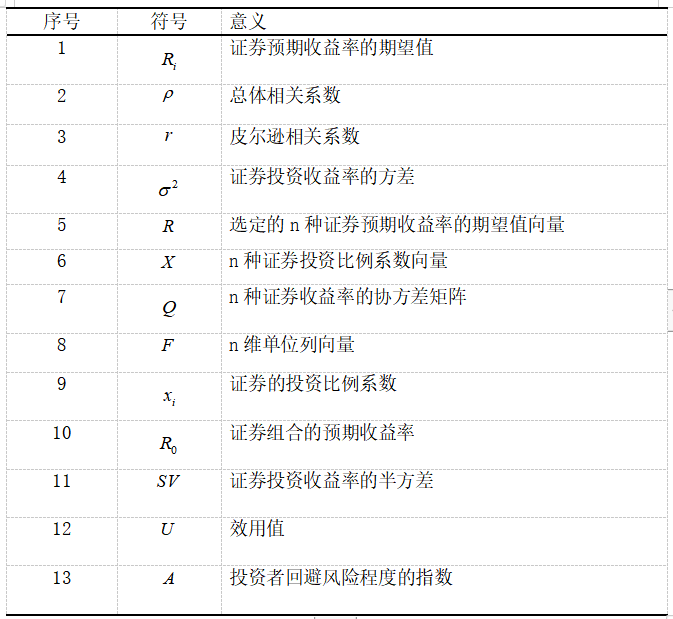 序号 符号 意义
1 Ri 证券预期收益率的期望值
2 ρ 总体相关系数
3 r 皮尔逊相关系数
4 σ² 证券投资收益率的方差
5 R 选定的 n 种证券预期收益率的期望值向量
6 X n 种证券投资比例系数向量
7 Q n 种证券收益率的协方差矩阵
8 F n 维单位列向量
9 xi 证券的投资比例系数
10 R0 证券组合的预期收益率
11 SV 证券投资收益率的半方差
12 U 效用值
13 A 投资者回避风险程度的指数